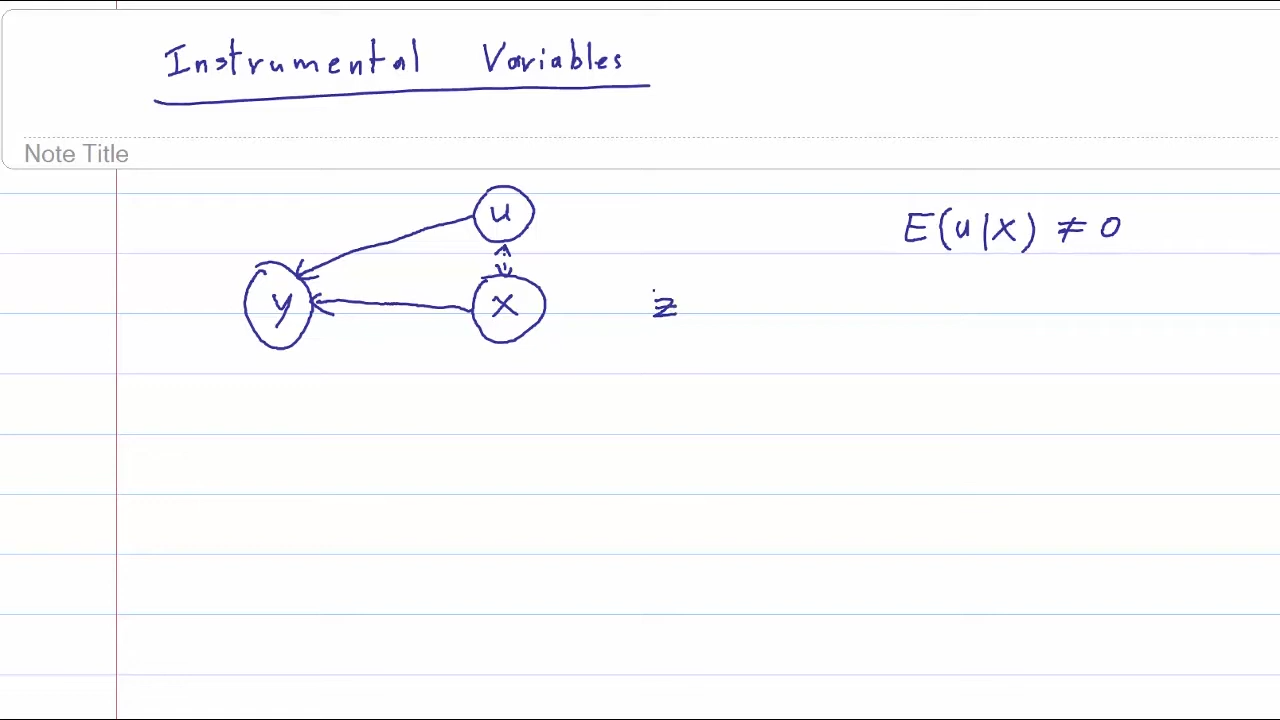 Instrumental Variables
Note Title
u
E(u|x) ≠ 0
y
x
z